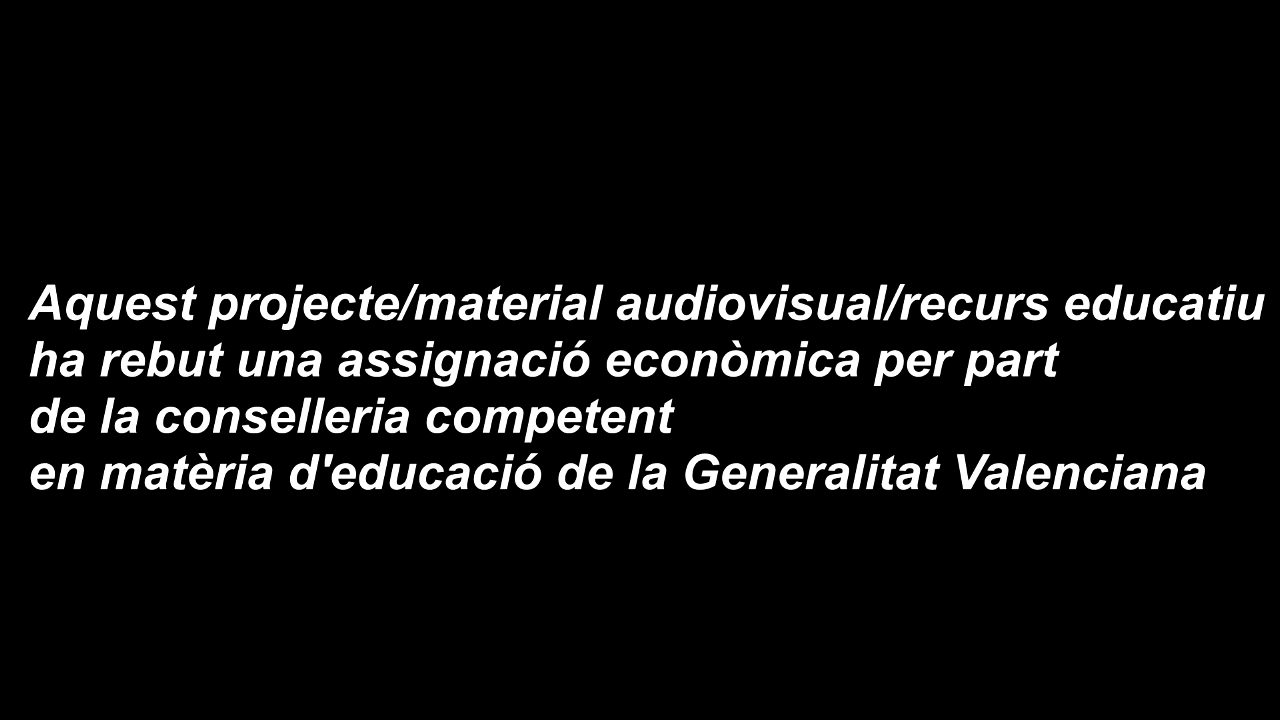 Aquest projecte/material audiovisual/recurs educatiu
ha rebut una assignació econòmica per part
de la conselleria competent
en matèria d'educació de la Generalitat Valenciana